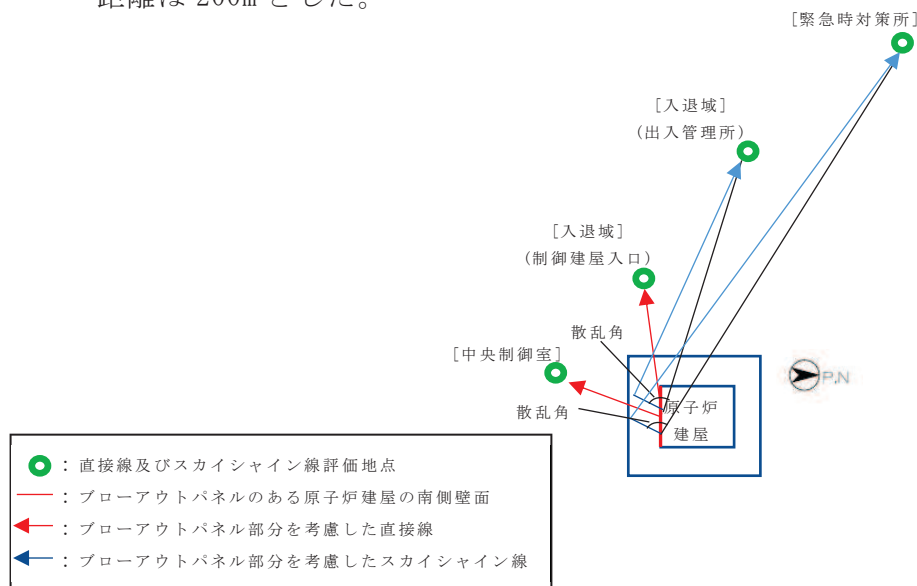 距離は 200m とした。
[緊急時対策所]
[入退域]
(出入管理所)
[入退域]
(制御建屋入口)
散乱角
[中央制御室]
散乱角
原子炉
建屋
P.N
：直接線及びスカイシャイン線評価地点
：ブローアウトパネルのある原子炉建屋の南側壁面
：ブローアウトパネル部分を考慮した直接線
：ブローアウトパネル部分を考慮したスカイシャイン線